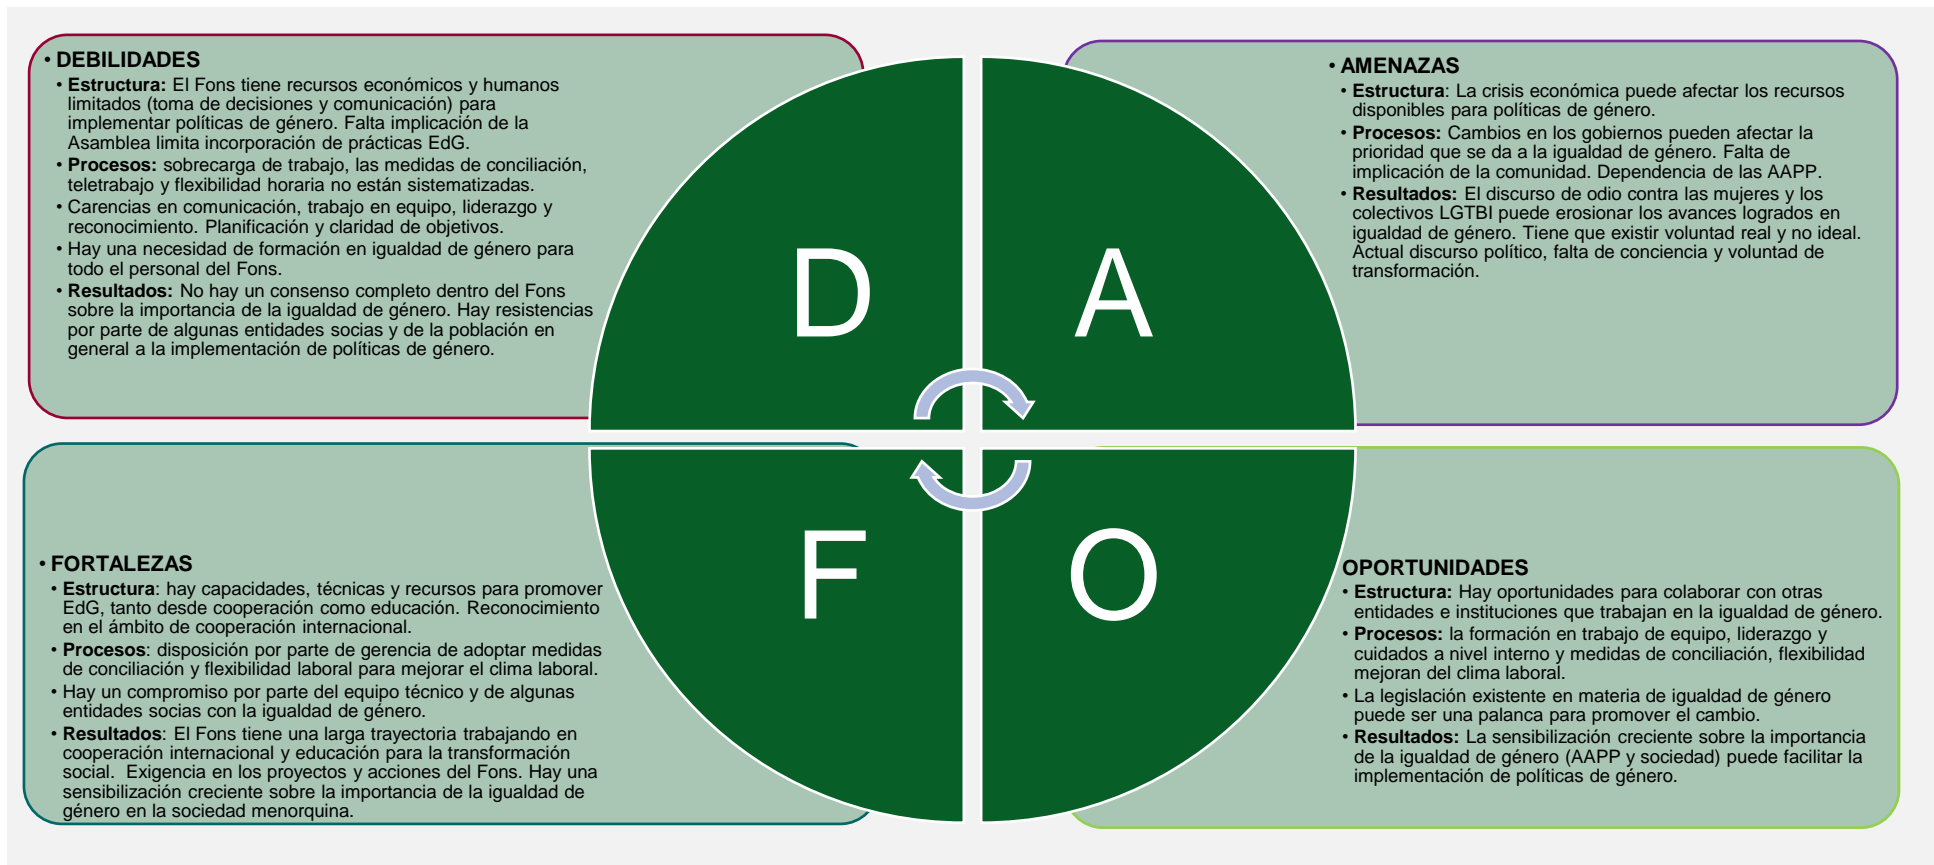 • DEBILIDADES
• Estructura: El Fons tiene recursos económicos y humanos
limitados (toma de decisiones y comunicación) para
implementar políticas de género. Falta implicación de la
Asamblea limita incorporación de prácticas EdG.
• Procesos: sobrecarga de trabajo, las medidas de conciliación,
teletrabajo y flexibilidad horaria no están sistematizadas.
• Carencias en comunicación, trabajo en equipo, liderazgo y
reconocimiento. Planificación y claridad de objetivos.
• Hay una necesidad de formación en igualdad de género para
todo el personal del Fons.
• Resultados: No hay un consenso completo dentro del Fons
sobre la importancia de la igualdad de género. Hay resistencias
por parte de algunas entidades socias y de la población en
general a la implementación de políticas de género.
D
A
• AMENAZAS
• Estructura: La crisis económica puede afectar los recursos
disponibles para políticas de género.
• Procesos: Cambios en los gobiernos pueden afectar la
prioridad que se da a la igualdad de género. Falta de
implicación de la comunidad. Dependencia de las AAPP.
• Resultados: El discurso de odio contra las mujeres y los
colectivos LGTBI puede erosionar los avances logrados en
igualdad de género. Tiene que existir voluntad real y no ideal.
Actual discurso político, falta de conciencia y voluntad de
transformación.
• FORTALEZAS
• Estructura: hay capacidades, técnicas y recursos para promover
EdG, tanto desde cooperación como educación. Reconocimiento
en el ámbito de cooperación internacional.
• Procesos: disposición por parte de gerencia de adoptar medidas
de conciliación y flexibilidad laboral para mejorar el clima laboral.
• Hay un compromiso por parte del equipo técnico y de algunas
entidades socias con la igualdad de género.
• Resultados: El Fons tiene una larga trayectoria trabajando en
cooperación internacional y educación para la transformación
social. Exigencia en los proyectos y acciones del Fons. Hay una
sensibilización creciente sobre la importancia de la igualdad de
género en la sociedad menorquina.
F
O
OPORTUNIDADES
• Estructura: Hay oportunidades para colaborar con otras
entidades e instituciones que trabajan en la igualdad de género.
• Procesos: la formación en trabajo de equipo, liderazgo y
cuidados a nivel interno y medidas de conciliación, flexibilidad
mejoran del clima laboral.
• La legislación existente en materia de igualdad de género
puede ser una palanca para promover el cambio.
• Resultados: La sensibilización creciente sobre la importancia
de la igualdad de género (AAPP y sociedad) puede facilitar la
implementación de políticas de género.